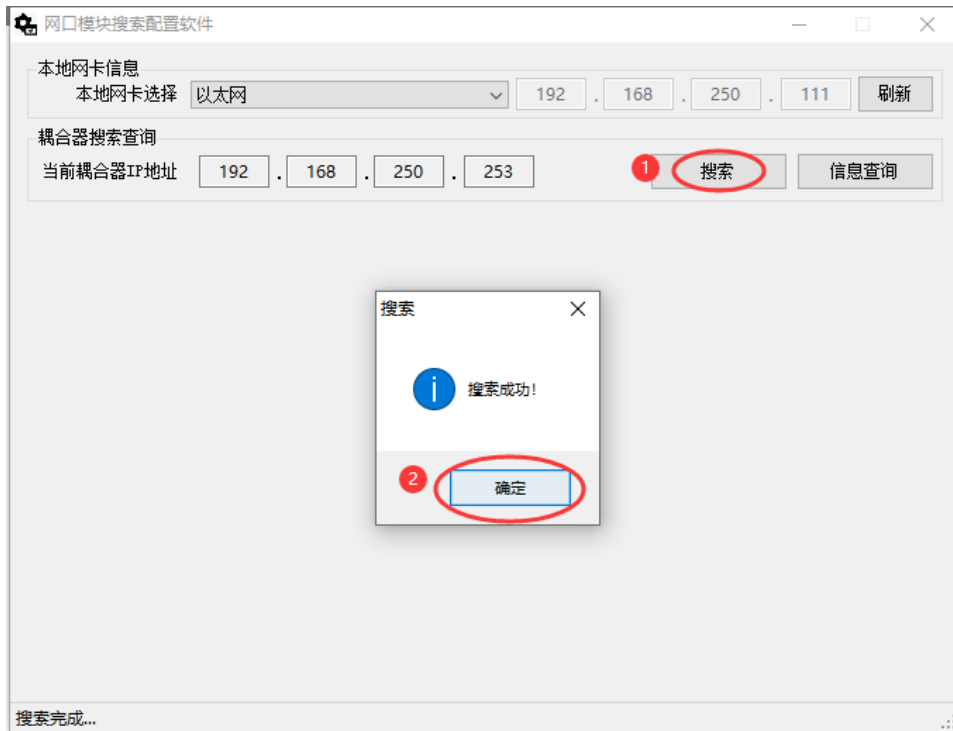 网口模块搜索配置软件
本地网卡信息
本地网卡选择 以太网 192 . 168 . 250 . 111 刷新
耦合器搜索查询
当前耦合器IP地址 192 . 168 . 250 . 253 1 搜索 信息查询
搜索
i 搜索成功!
2 确定
搜索完成...